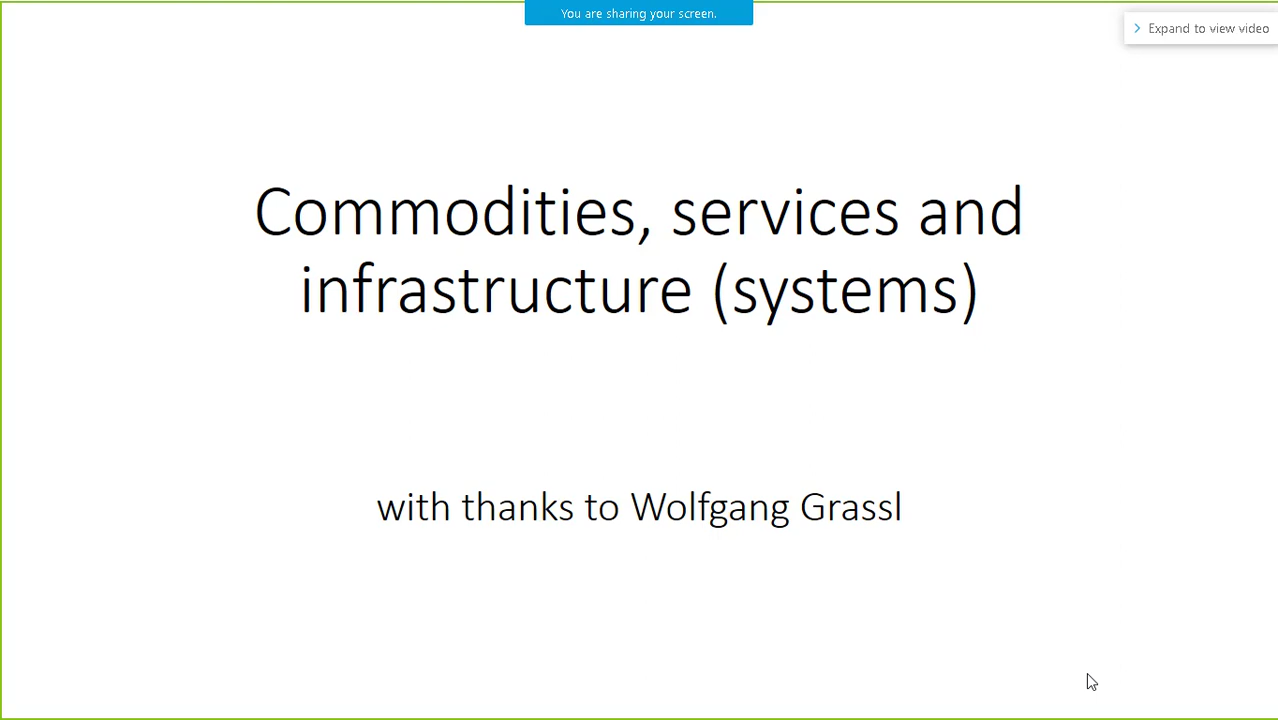 You are sharing your screen.
Expand to view video
Commodities, services and
infrastructure (systems)
with thanks to Wolfgang Grassl